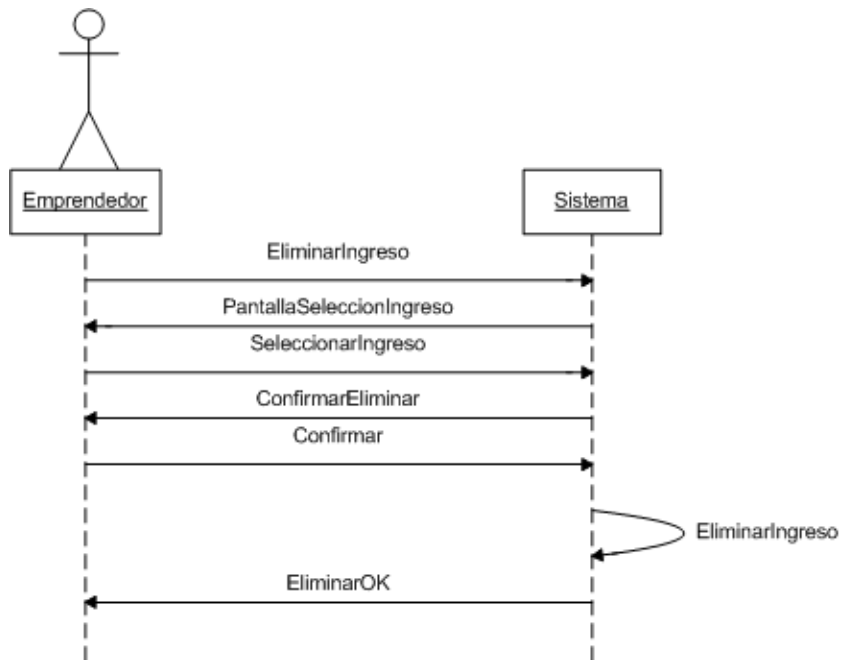 Emprendedor
Sistema
EliminarIngreso
PantallaSeleccionIngreso
SeleccionarIngreso
ConfirmarEliminar
Confirmar
EliminarIngreso
EliminarOK